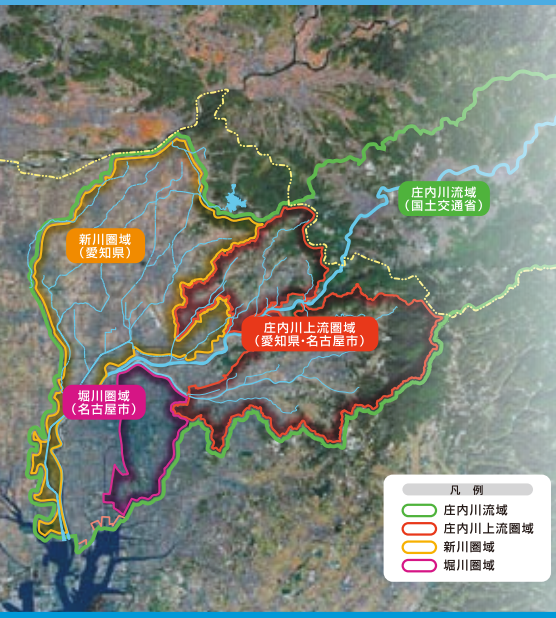 庄内川流域
（国土交通省）
新川圏域
（愛知県）
庄内川上流圏域
（愛知県・名古屋市）
堀川圏域
（名古屋市）
凡 例
庄内川流域
庄内川上流圏域
新川圏域
堀川圏域